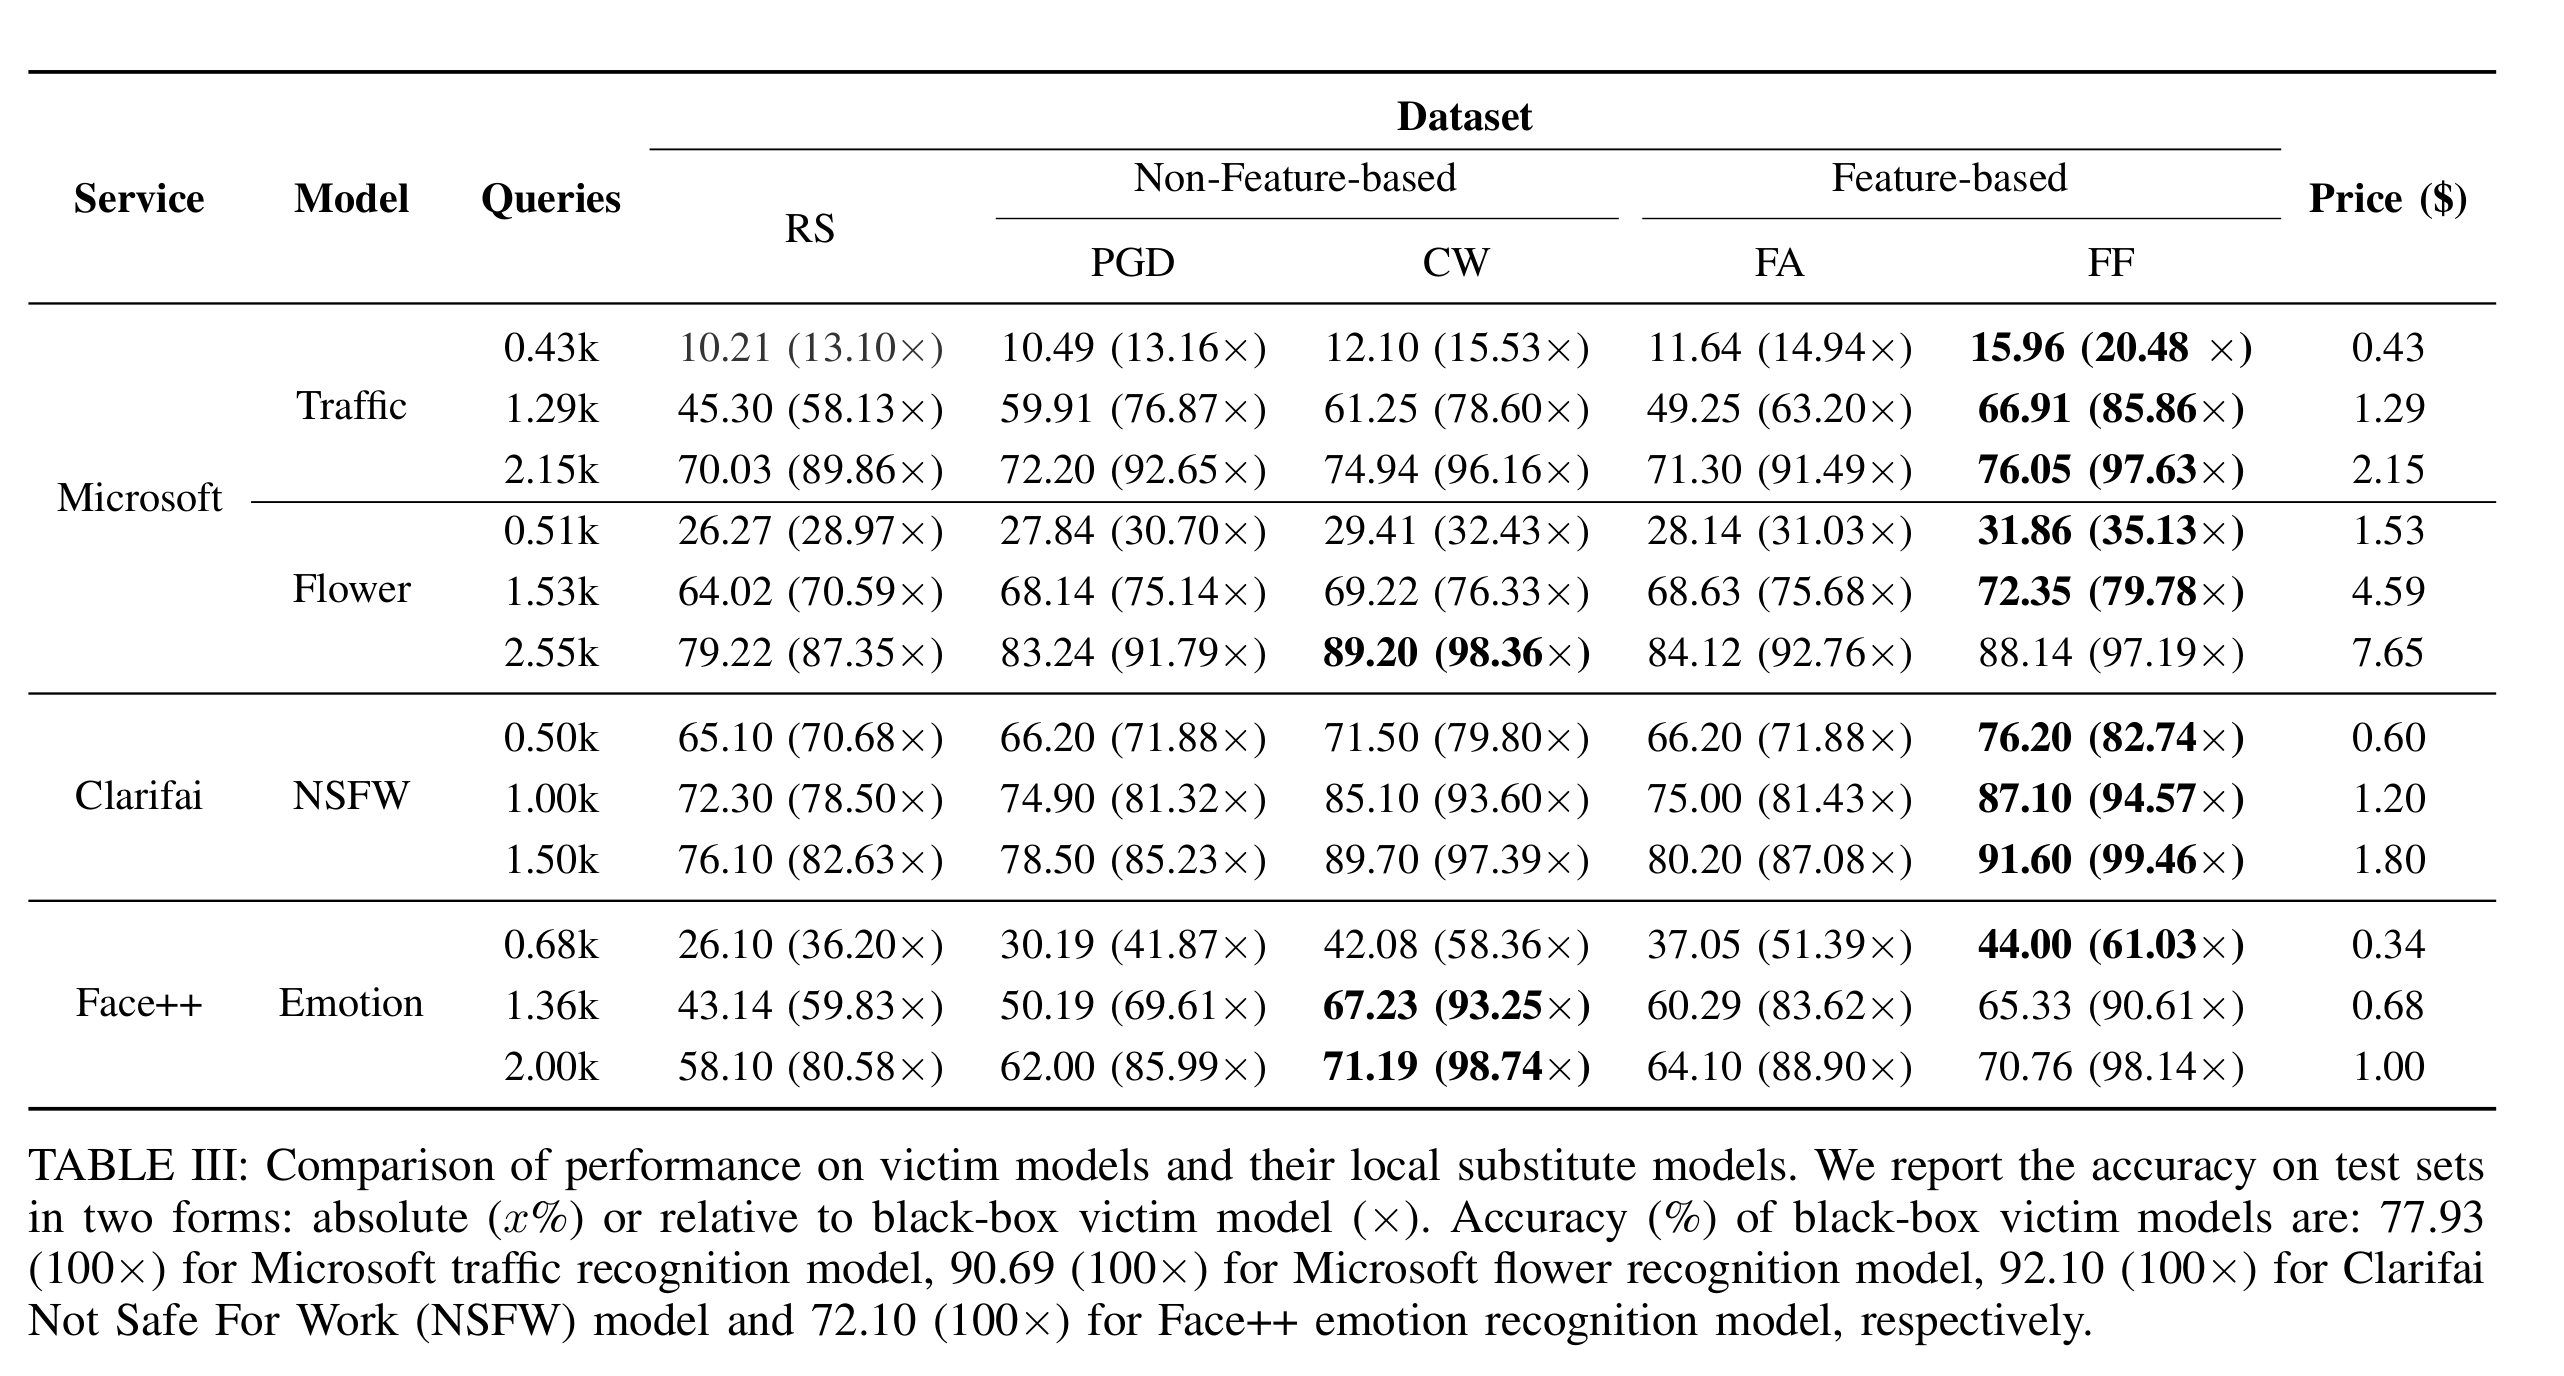 Dataset
Service Model Queries RS Non-Feature-based Feature-based Price ($)
PGD CW FA FF
Microsoft Traffic 0.43k 10.21 (13.10×) 10.49 (13.16×) 12.10 (15.53×) 11.64 (14.94×) 15.96 (20.48 ×) 0.43
1.29k 45.30 (58.13×) 59.91 (76.87×) 61.25 (78.60×) 49.25 (63.20×) 66.91 (85.86×) 1.29
2.15k 70.03 (89.86×) 72.20 (92.65×) 74.94 (96.16×) 71.30 (91.49×) 76.05 (97.63×) 2.15
Flower 0.51k 26.27 (28.97×) 27.84 (30.70×) 29.41 (32.43×) 28.14 (31.03×) 31.86 (35.13×) 1.53
1.53k 64.02 (70.59×) 68.14 (75.14×) 69.22 (76.33×) 68.63 (75.68×) 72.35 (79.78×) 4.59
2.55k 79.22 (87.35×) 83.24 (91.79×) 89.20 (98.36×) 84.12 (92.76×) 88.14 (97.19×) 7.65
Clarifai NSFW 0.50k 65.10 (70.68×) 66.20 (71.88×) 71.50 (79.80×) 66.20 (71.88×) 76.20 (82.74×) 0.60
1.00k 72.30 (78.50×) 74.90 (81.32×) 85.10 (93.60×) 75.00 (81.43×) 87.10 (94.57×) 1.20
1.50k 76.10 (82.63×) 78.50 (85.23×) 89.70 (97.39×) 80.20 (87.08×) 91.60 (99.46×) 1.80
Face++ Emotion 0.68k 26.10 (36.20×) 30.19 (41.87×) 42.08 (58.36×) 37.05 (51.39×) 44.00 (61.03×) 0.34
1.36k 43.14 (59.83×) 50.19 (69.61×) 67.23 (93.25×) 60.29 (83.62×) 65.33 (90.61×) 0.68
2.00k 58.10 (80.58×) 62.00 (85.99×) 71.19 (98.74×) 64.10 (88.90×) 70.76 (98.14×) 1.00
TABLE III: Comparison of performance on victim models and their local substitute models. We report the accuracy on test sets
in two forms: absolute (x%) or relative to black-box victim model (×). Accuracy (%) of black-box victim models are: 77.93
(100×) for Microsoft traffic recognition model, 90.69 (100×) for Microsoft flower recognition model, 92.10 (100×) for Clarifai
Not Safe For Work (NSFW) model and 72.10 (100×) for Face++ emotion recognition model, respectively.